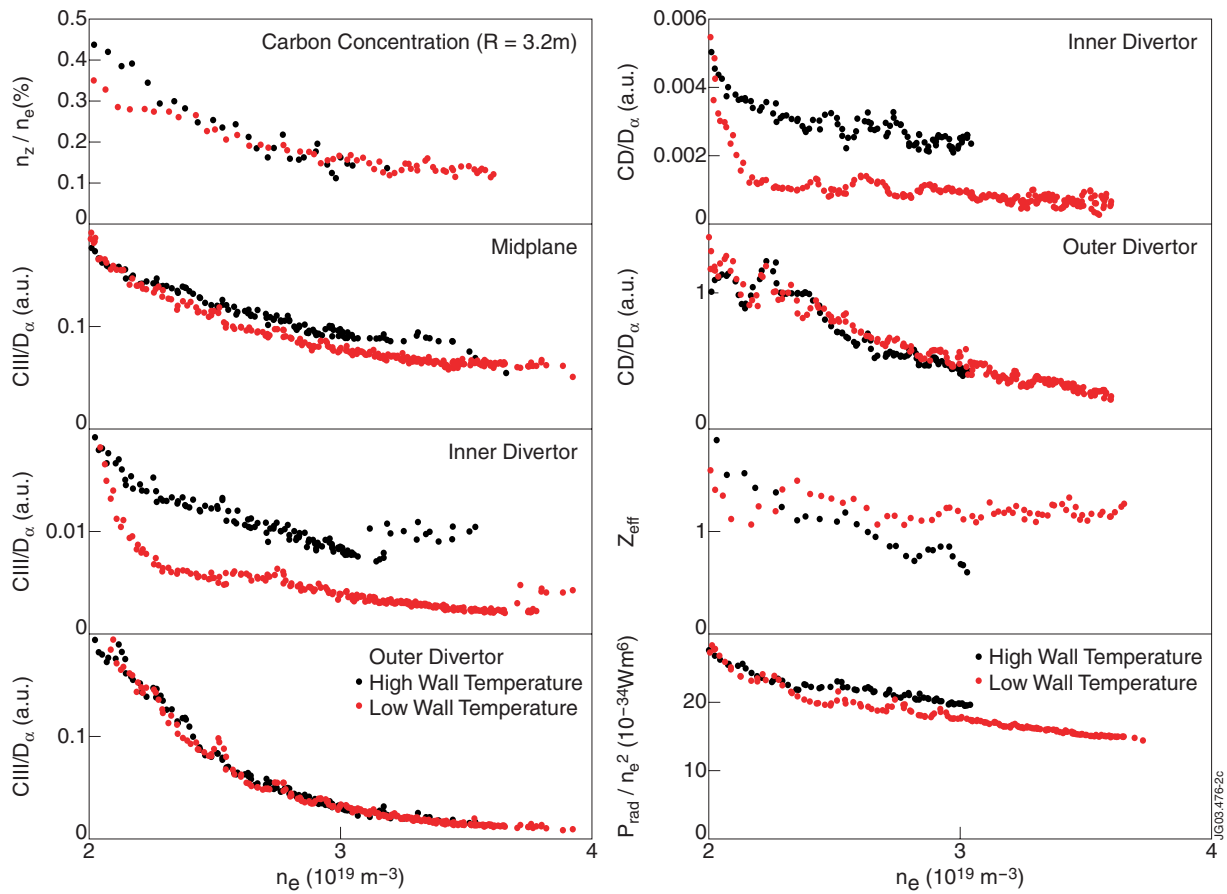 Carbon Concentration (R = 3.2m)
n_z / n_e(%)
0.5
0.4
0.3
0.2
0.1
0
Midplane
CIII/D_α (a.u.)
0.1
0
Inner Divertor
CIII/D_α (a.u.)
0.01
0
Outer Divertor
High Wall Temperature
Low Wall Temperature
CIII/D_α (a.u.)
0.1
0
2
3
4
n_e (10^19 m^-3)
Inner Divertor
CD/D_α (a.u.)
0.006
0.004
0.002
0
Outer Divertor
CD/D_α (a.u.)
1
0
Z_eff
1
0
High Wall Temperature
Low Wall Temperature
P_rad / n_e^2 (10^-34Wm^6)
20
10
0
2
3
4
n_e (10^19 m^-3)
JG03.476-2c